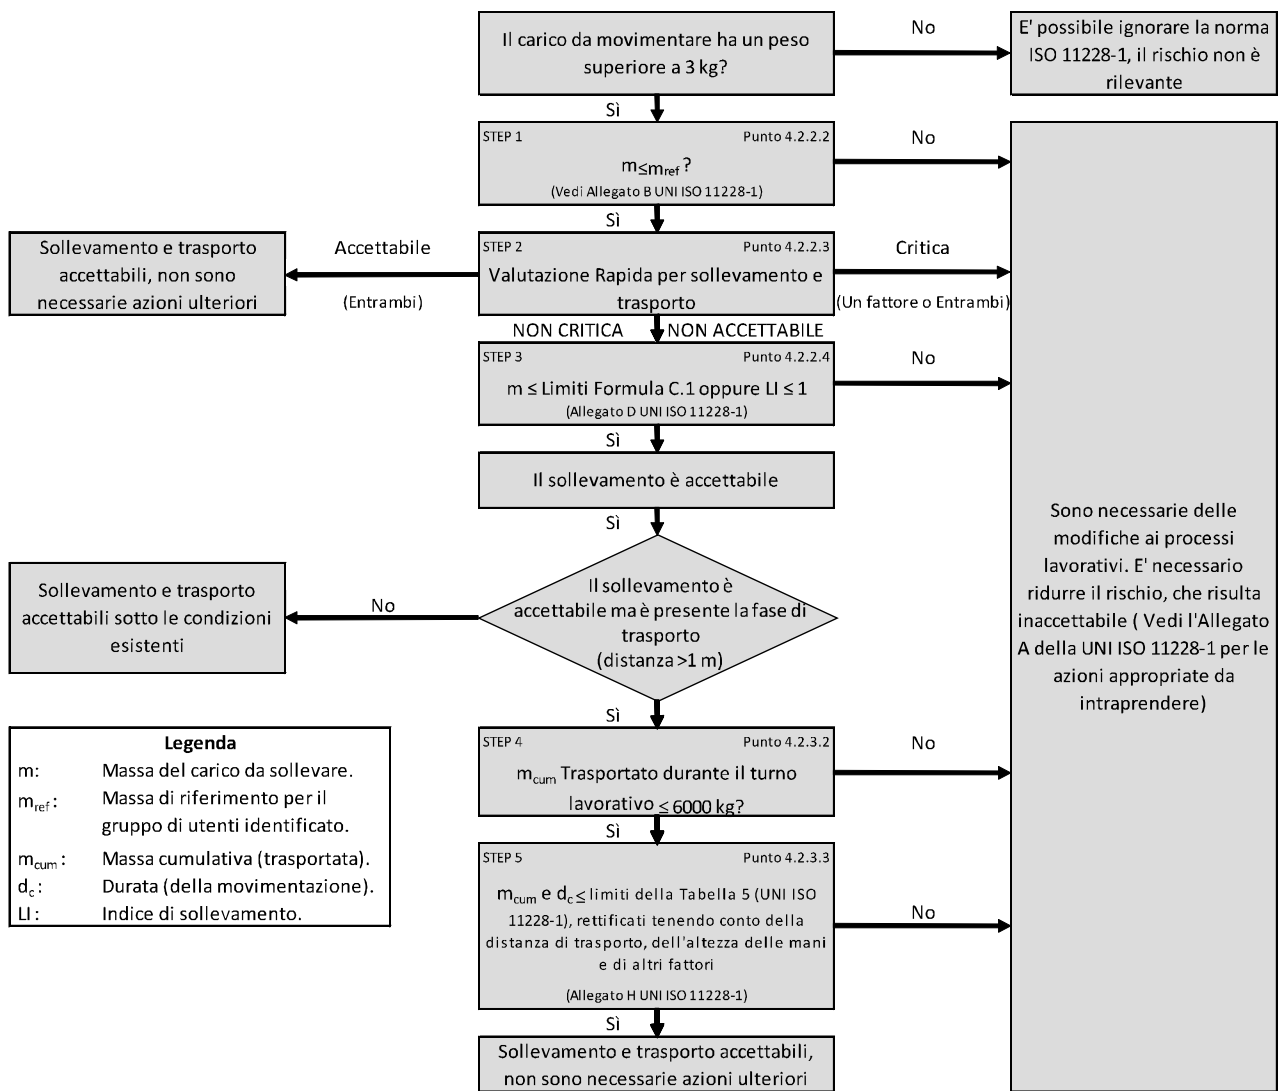 Il carico da movimentare ha un peso
superiore a 3 kg?
No
E' possibile ignorare la norma
ISO 11228-1, il rischio non è
rilevante
Sì
STEP 1 Punto 4.2.2.2
m≤mref ?
(Vedi Allegato B UNI ISO 11228-1)
No
Sì
Sollevamento e trasporto
accettabili, non sono
necessarie azioni ulteriori
Accettabile
(Entrambi)
STEP 2 Punto 4.2.2.3
Valutazione Rapida per sollevamento e
trasporto
Critica
(Un fattore o Entrambi)
NON CRITICA NON ACCETTABILE
STEP 3 Punto 4.2.2.4
m ≤ Limiti Formula C.1 oppure LI ≤ 1
(Allegato D UNI ISO 11228-1)
No
Sì
Il sollevamento è accettabile
Sì
Il sollevamento è
accettabile ma è presente la fase di
trasporto
(distanza >1 m)
No
Sollevamento e trasporto
accettabili sotto le condizioni
esistenti
Sono necessarie delle
modifiche ai processi
lavorativi. E' necessario
ridurre il rischio, che risulta
inaccettabile ( Vedi l'Allegato
A della UNI ISO 11228-1 per le
azioni appropriate da
intraprendere)
Sì
STEP 4 Punto 4.2.3.2
mcum Trasportato durante il turno
lavorativo ≤ 6000 kg?
No
Sì
STEP 5 Punto 4.2.3.3
mcum e dc ≤ limiti della Tabella 5 (UNI ISO
11228-1), rettificati tenendo conto della
distanza di trasporto, dell'altezza delle mani
e di altri fattori
(Allegato H UNI ISO 11228-1)
No
Sì
Sollevamento e trasporto accettabili,
non sono necessarie azioni ulteriori
Legenda
m: Massa del carico da sollevare.
mref : Massa di riferimento per il
gruppo di utenti identificato.
mcum : Massa cumulativa (trasportata).
dc : Durata (della movimentazione).
LI : Indice di sollevamento.